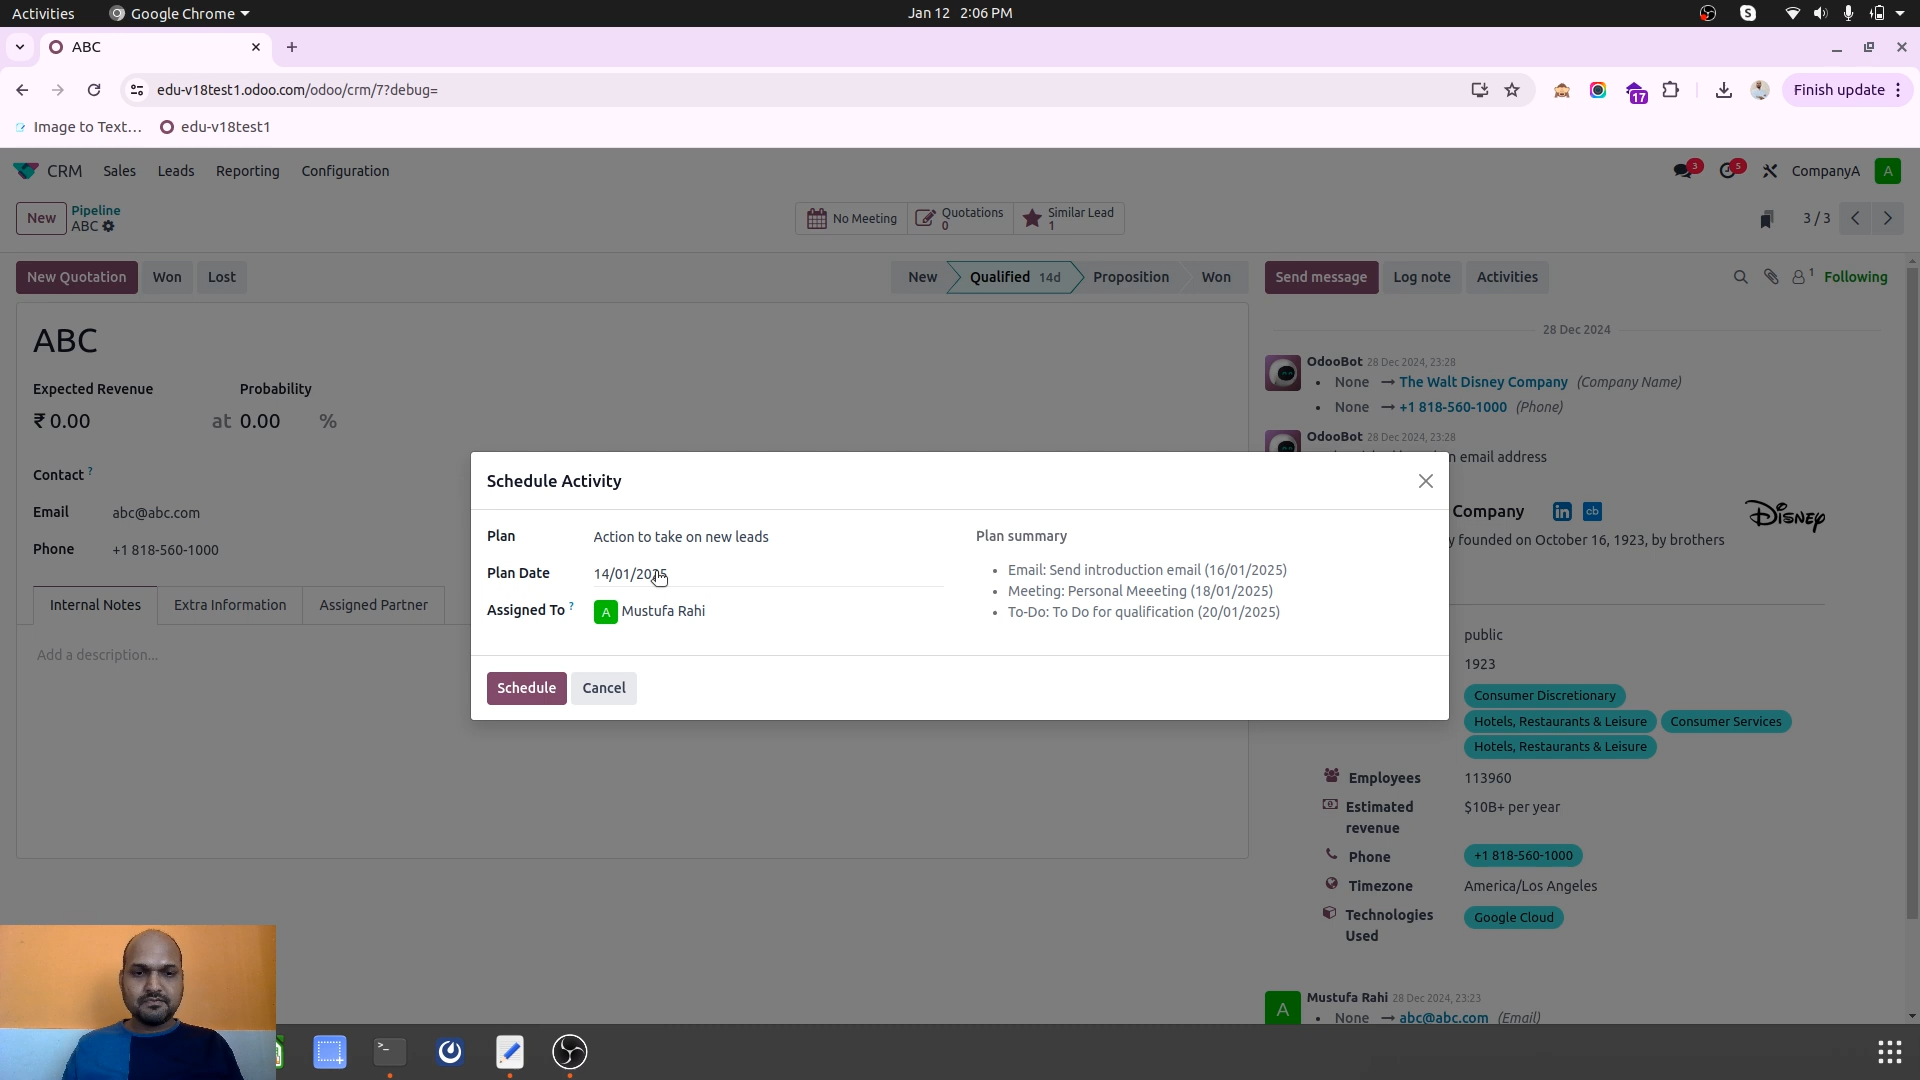 Activities
Google Chrome
Jan 12 2:06 PM
S
ABC
edu-v18test1.odoo.com/odoo/crm/7?debug=
17
Finish update
Image to Text...
edu-v18test1
CRM
Sales
Leads
Reporting
Configuration
3
5
CompanyA
A
New
Pipeline
ABC
No Meeting
Quotations
0
Similar Lead
1
3 / 3
New Quotation
Won
Lost
New
Qualified 14d
Proposition
Won
Send message
Log note
Activities
1
Following
ABC
Expected Revenue
Probability
₹ 0.00
at 0.00 %
Contact ?
Email
abc@abc.com
Phone
+1 818-560-1000
Internal Notes
Extra Information
Assigned Partner
Add a description...
28 Dec 2024
OdooBot 28 Dec 2024, 23:28
None → The Walt Disney Company (Company Name)
None → +1 818-560-1000 (Phone)
OdooBot 28 Dec 2024, 23:28
email address
Company
in
cb
Disney
founded on October 16, 1923, by brothers
Schedule Activity
Plan
Action to take on new leads
Plan Date
14/01/2025
Assigned To ?
A Mustufa Rahi
Plan summary
Email: Send introduction email (16/01/2025)
Meeting: Personal Meeeting (18/01/2025)
To-Do: To Do for qualification (20/01/2025)
Schedule
Cancel
public
1923
Consumer Discretionary
Hotels, Restaurants & Leisure
Consumer Services
Hotels, Restaurants & Leisure
Employees
113960
Estimated
revenue
$10B+ per year
Phone
+1 818-560-1000
Timezone
America/Los Angeles
Technologies
Used
Google Cloud
A
Mustufa Rahi 28 Dec 2024, 23:23
None → abc@abc.com (Email)